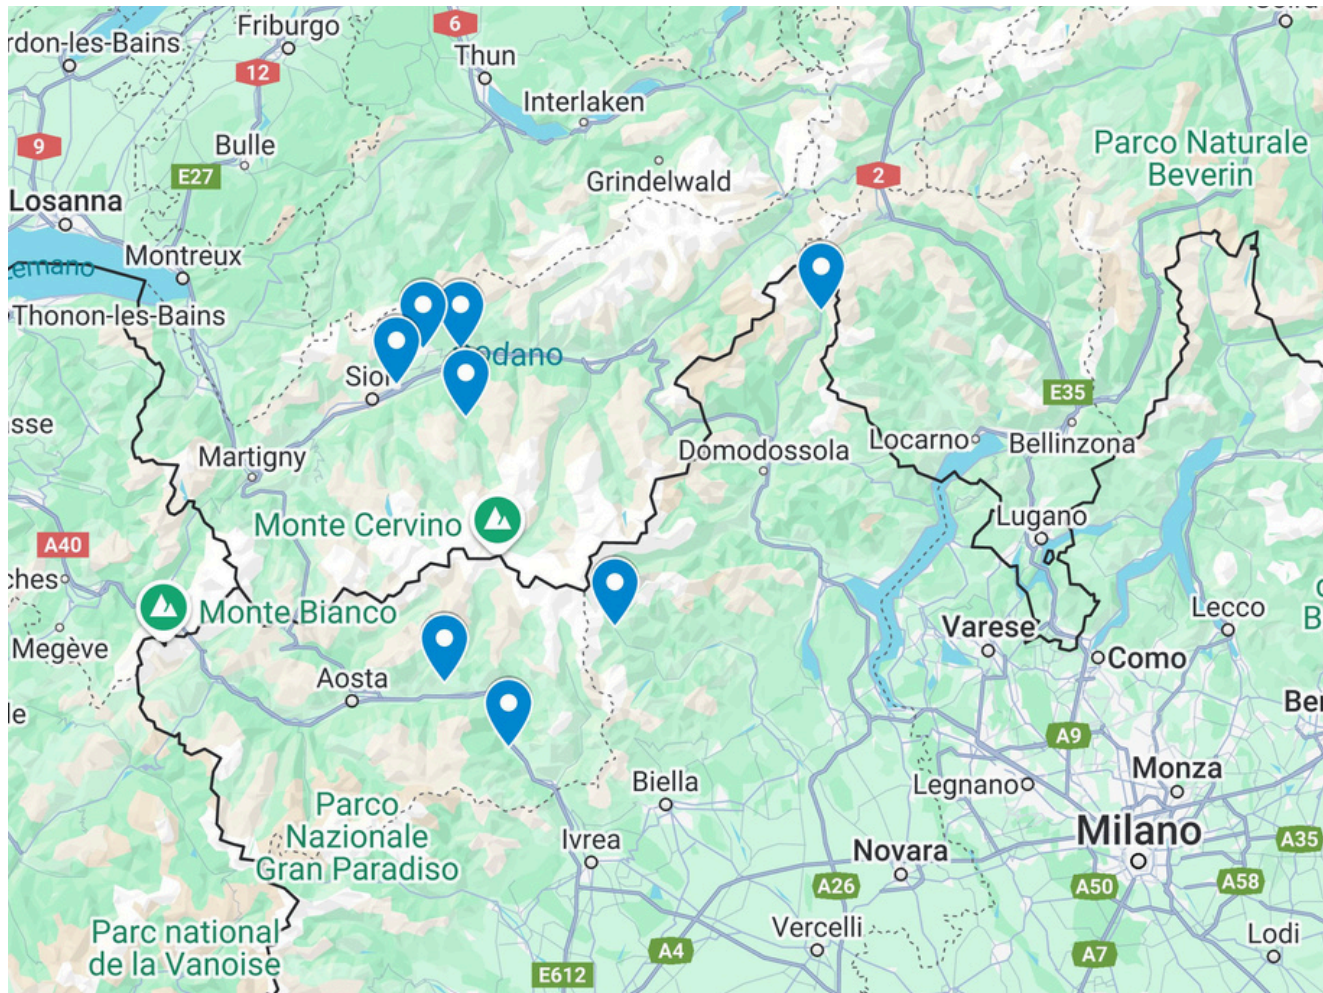 Friburgo
6
rdon-les-Bains
Thun
12
Interlaken
9
Bulle
Parco Naturale
Beverin
E27
Grindelwald
2
Losanna
Montreux
emano
Thonon-les-Bains
odano
Sion
E35
sse
Locarno
Bellinzona
Domodossola
Martigny
Monte Cervino
Lugano
A40
ches
Monte Bianco
Lecco
Varese
Megève
Como
Aosta
le
Ber
A9
Biella
Monza
Legnano
Parco
Nazionale
Gran Paradiso
Ivrea
Milano
A35
Novara
A26
A50
A58
Parc national
de la Vanoise
Vercelli
Lodi
A4
A7
E612